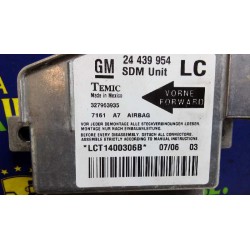 GM 24 439 954 LC
SDM Unit
TEMIC
Made in Mexico
327963935
7161 A7 AIRBAG
VORNE
FORWARD
VOR JEDER DEMONTAGE ALLE STECKVERBINDUNGEN LOESEN.
MONTAGE NUR NACH EINBAUANWEISUNG
BEFORE ANY DISASSEMBLY, DETACH ALL CONNECTORS.
ASSEMBLE STRICTLY ACCORDING TO MANUAL INSTRUCTIONS.
*LCT1400306B* 07/06 03